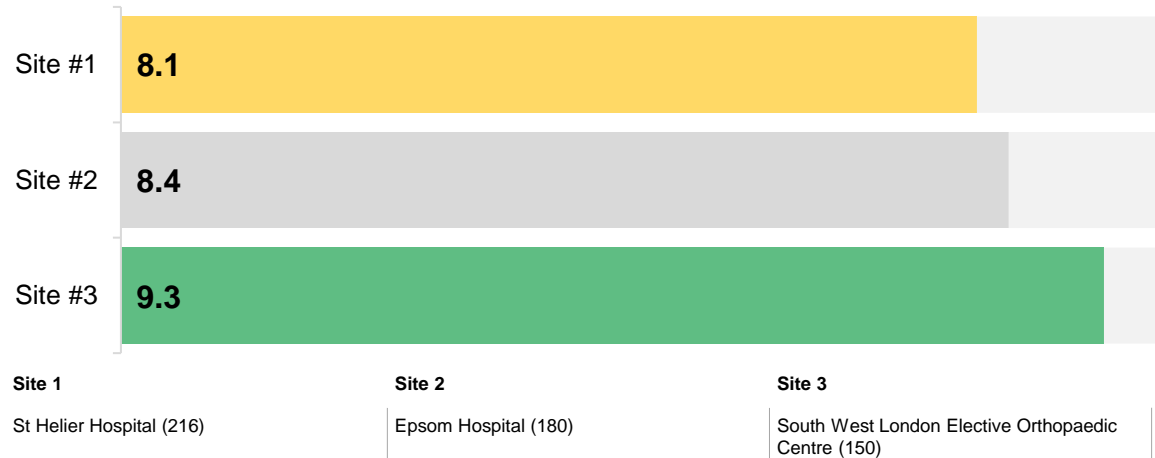 Site #1 8.1
Site #2 8.4
Site #3 9.3
Site 1 Site 2 Site 3
St Helier Hospital (216) Epsom Hospital (180) South West London Elective Orthopaedic
Centre (150)